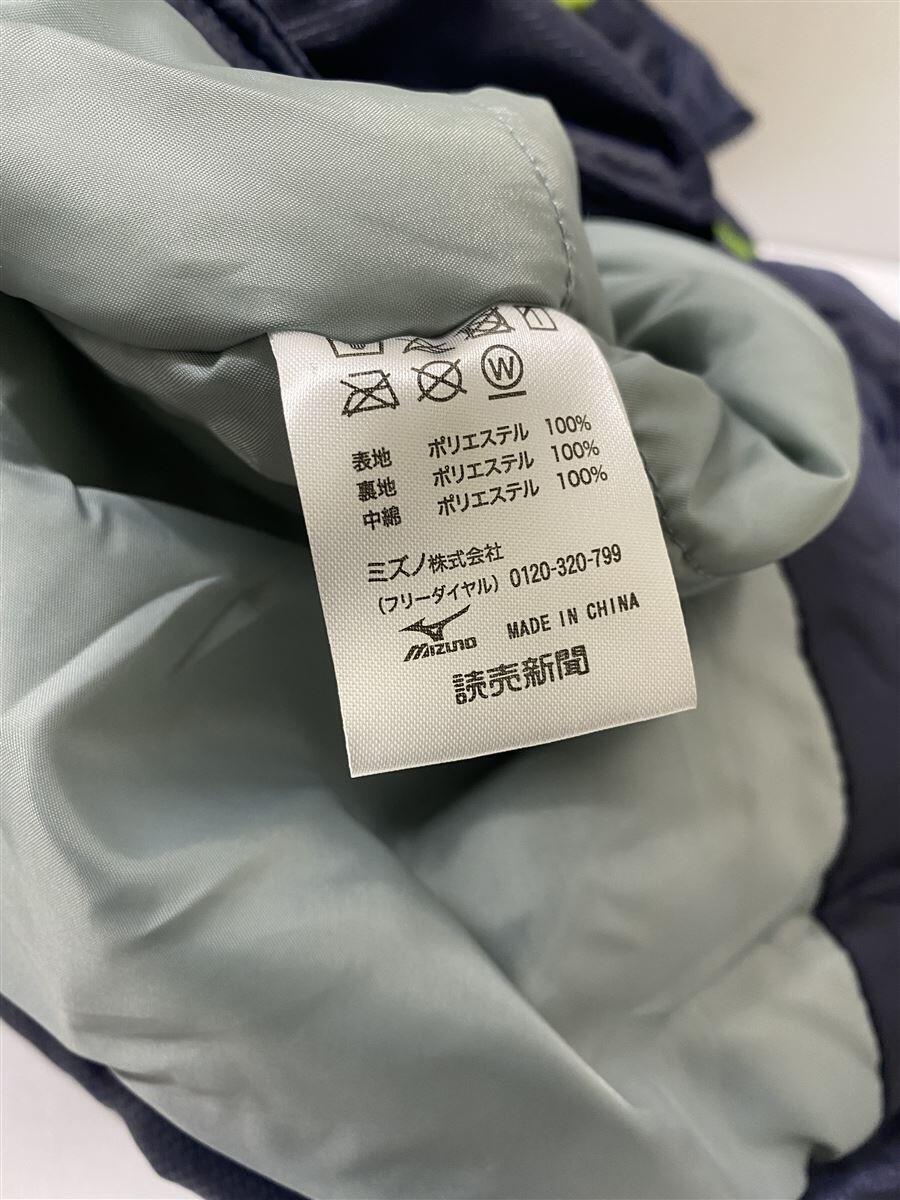 W
表地 ポリエステル 100%
裏地 ポリエステル 100%
中綿 ポリエステル 100%
ミズノ株式会社
(フリーダイヤル) 0120-320-799
MIZUNO MADE IN CHINA
読売新聞